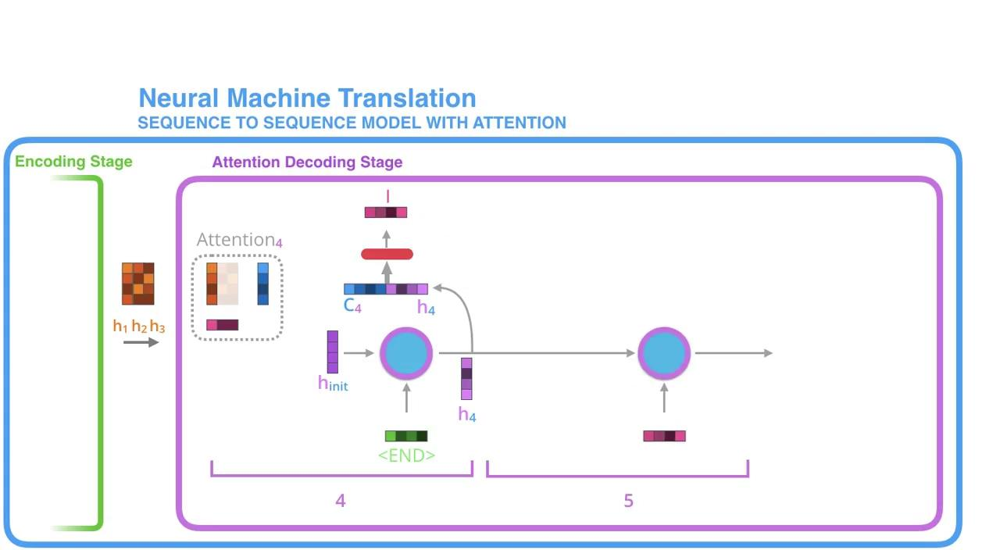 Neural Machine Translation
SEQUENCE TO SEQUENCE MODEL WITH ATTENTION
Encoding Stage
Attention Decoding Stage
I
Attention₄
C₄
h₄
h₁ h₂ h₃
h_init
h₄
<END>
4
5